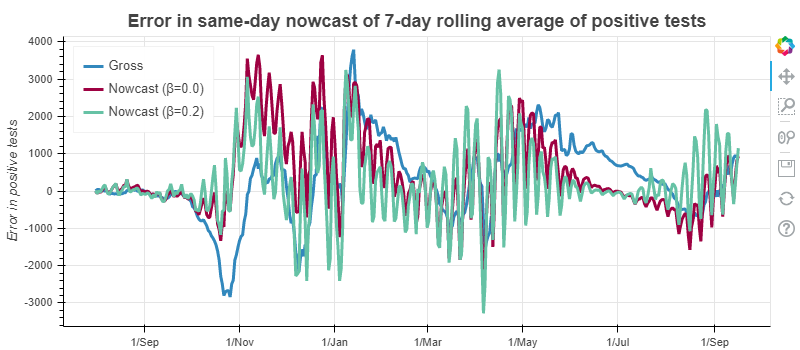 Error in same-day nowcast of 7-day rolling average of positive tests
Error in positive tests
4000
3000
2000
1000
0
-1000
-2000
-3000
Gross
Nowcast (β=0.0)
Nowcast (β=0.2)
1/Sep
1/Nov
1/Jan
1/Mar
1/May
1/Jul
1/Sep